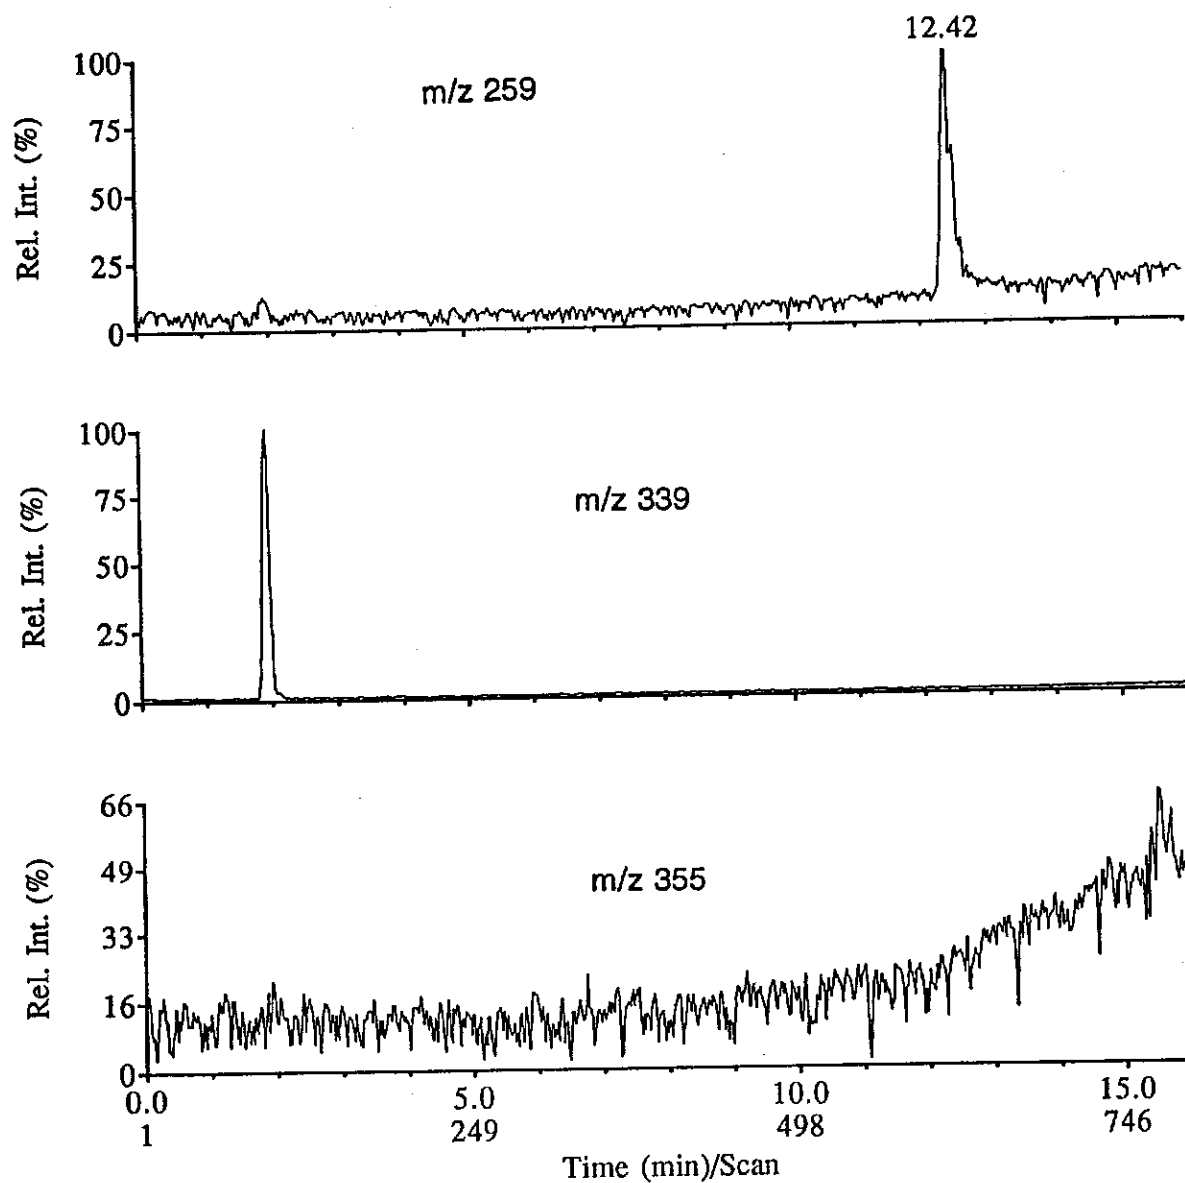 12.42
100
m/z 259
75
Rel. Int. (%)
50
25
0
100
75
m/z 339
Rel. Int. (%)
50
25
0
66
49
m/z 355
Rel. Int. (%)
33
16
0
0.0 5.0 10.0 15.0
1 249 498 746
Time (min)/Scan